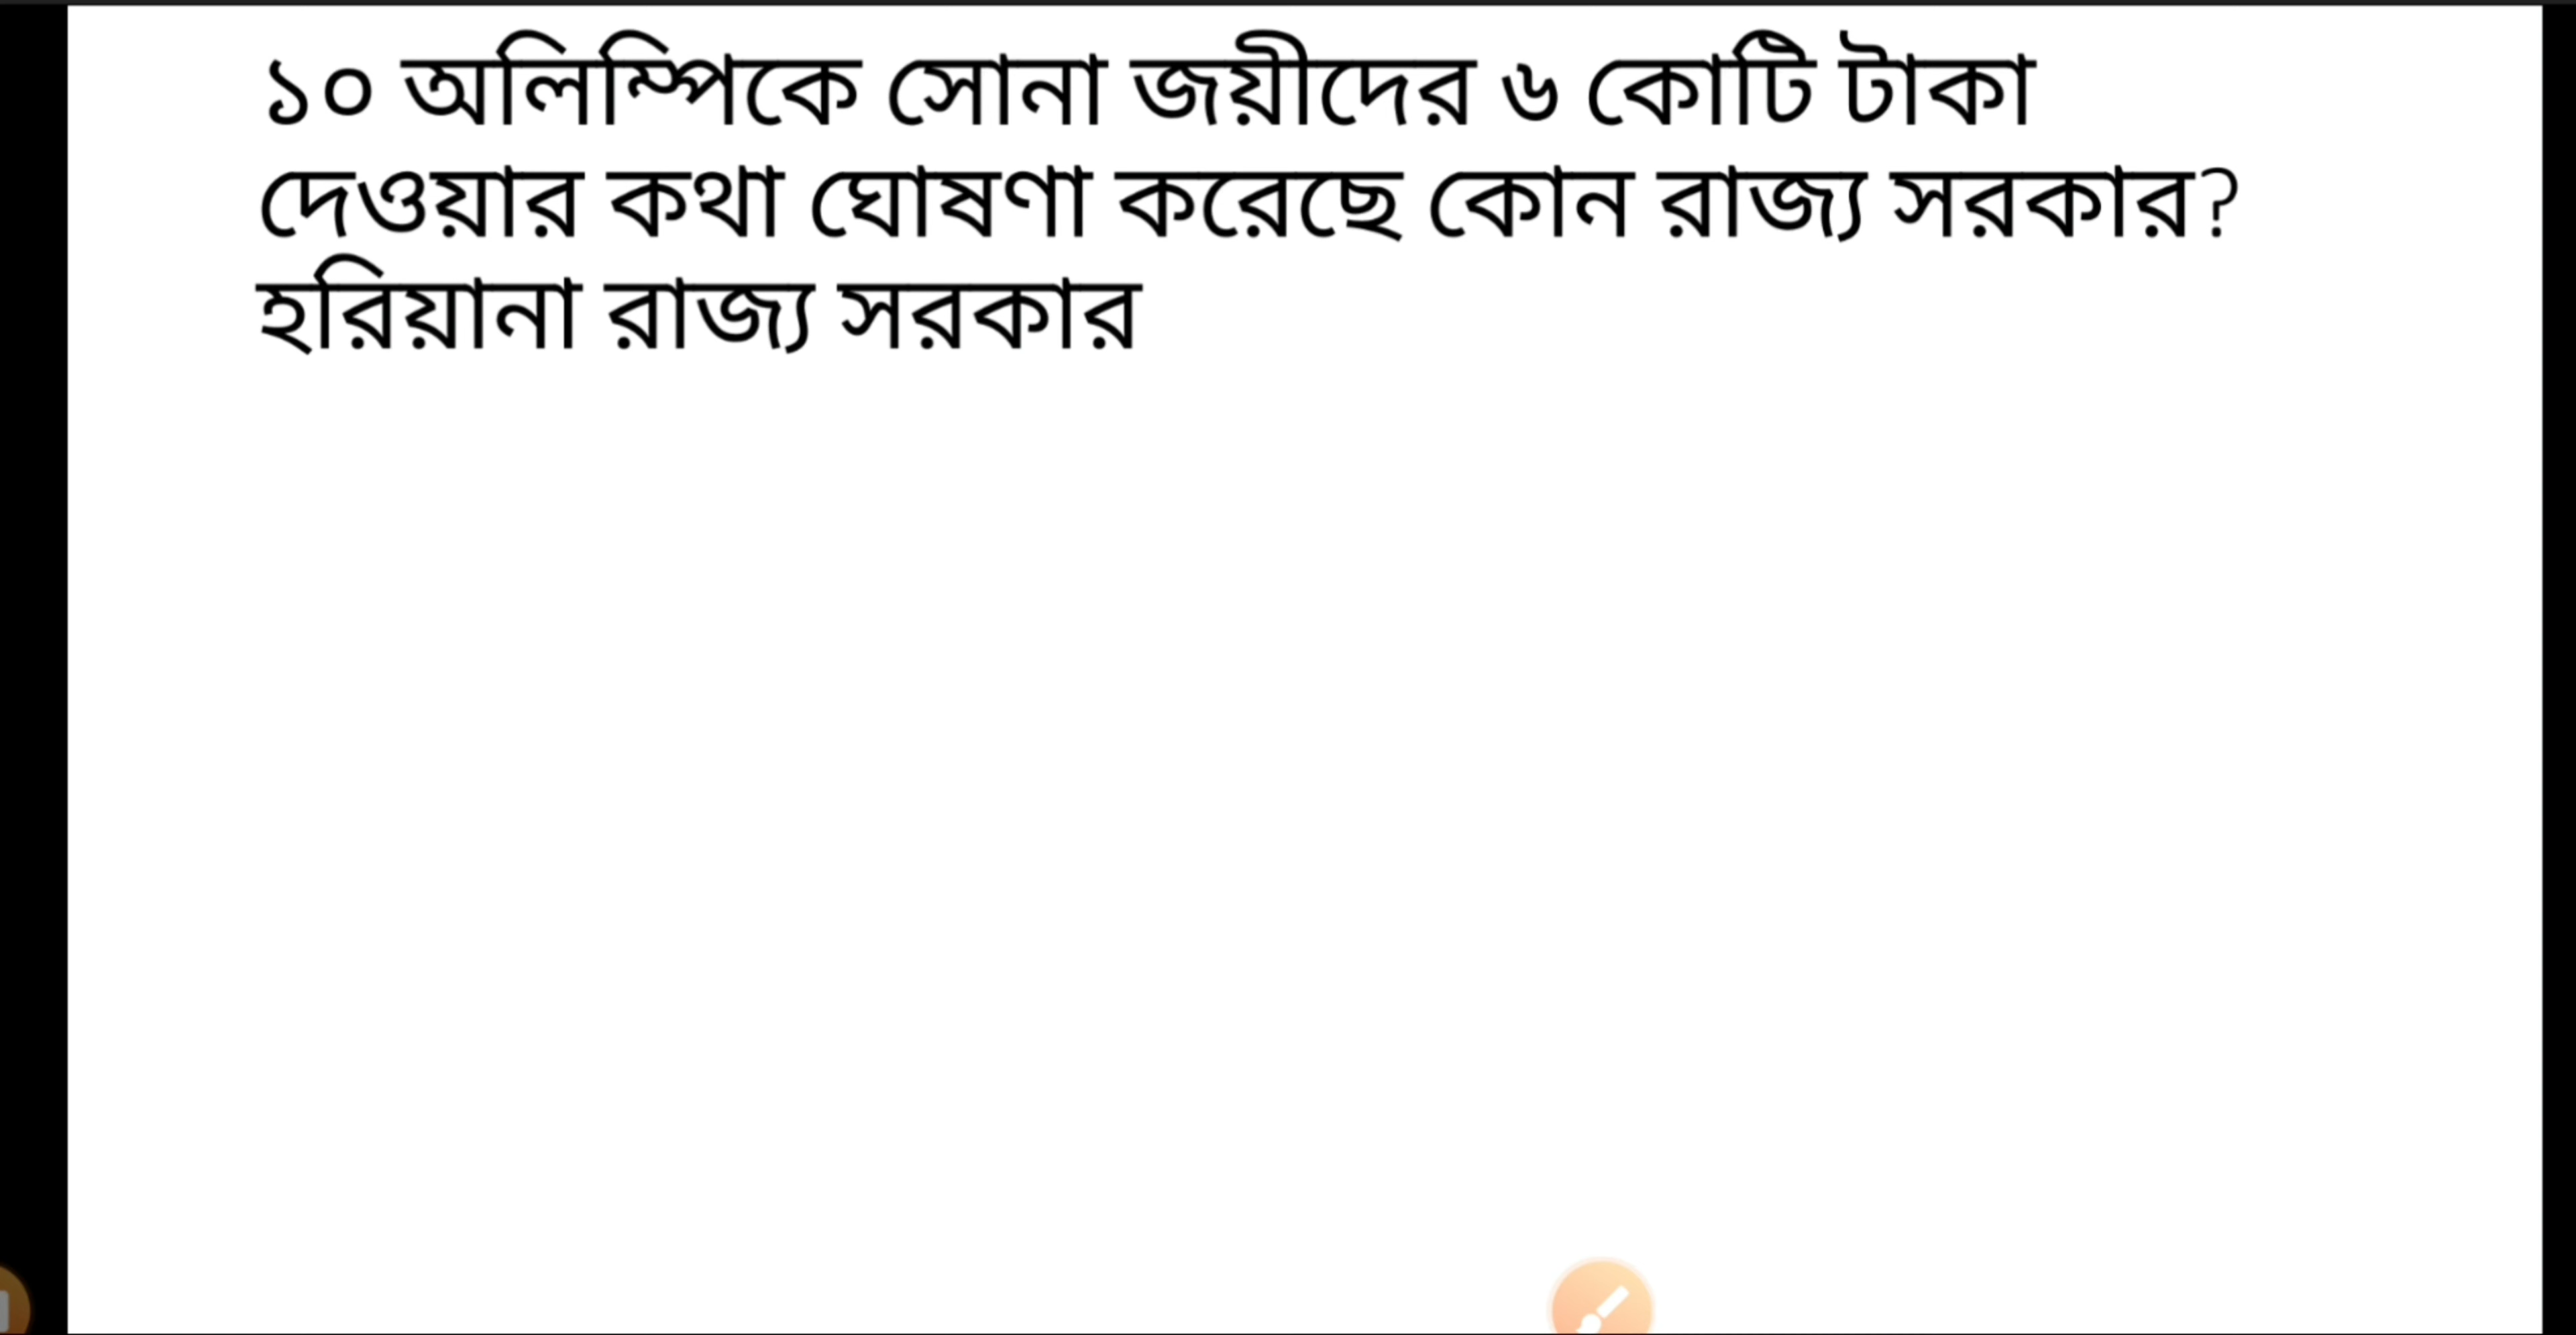 ১০ অলিম্পিকে সোনা জয়ীদের ৬ কোটি টাকা
দেওয়ার কথা ঘোষণা করেছে কোন রাজ্য সরকার?
হরিয়ানা রাজ্য সরকার